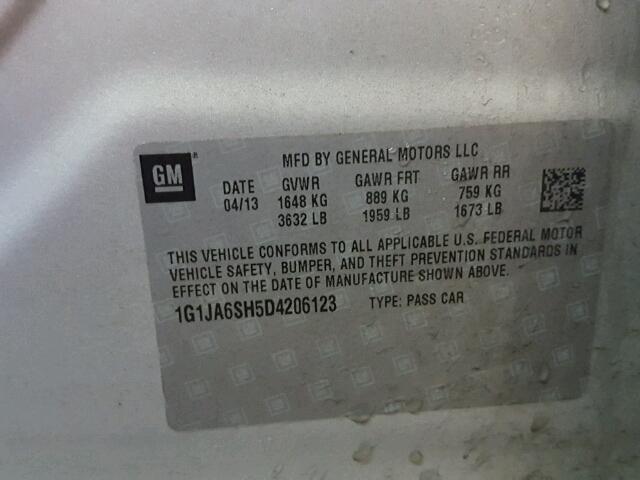 GM
MFD BY GENERAL MOTORS LLC
DATE GVWR GAWR FRT GAWR RR
04/13 1648 KG 889 KG 759 KG
3632 LB 1959 LB 1673 LB
THIS VEHICLE CONFORMS TO ALL APPLICABLE U.S. FEDERAL MOTOR
VEHICLE SAFETY, BUMPER, AND THEFT PREVENTION STANDARDS IN
EFFECT ON THE DATE OF MANUFACTURE SHOWN ABOVE.
1G1JA6SH5D4206123 TYPE: PASS CAR